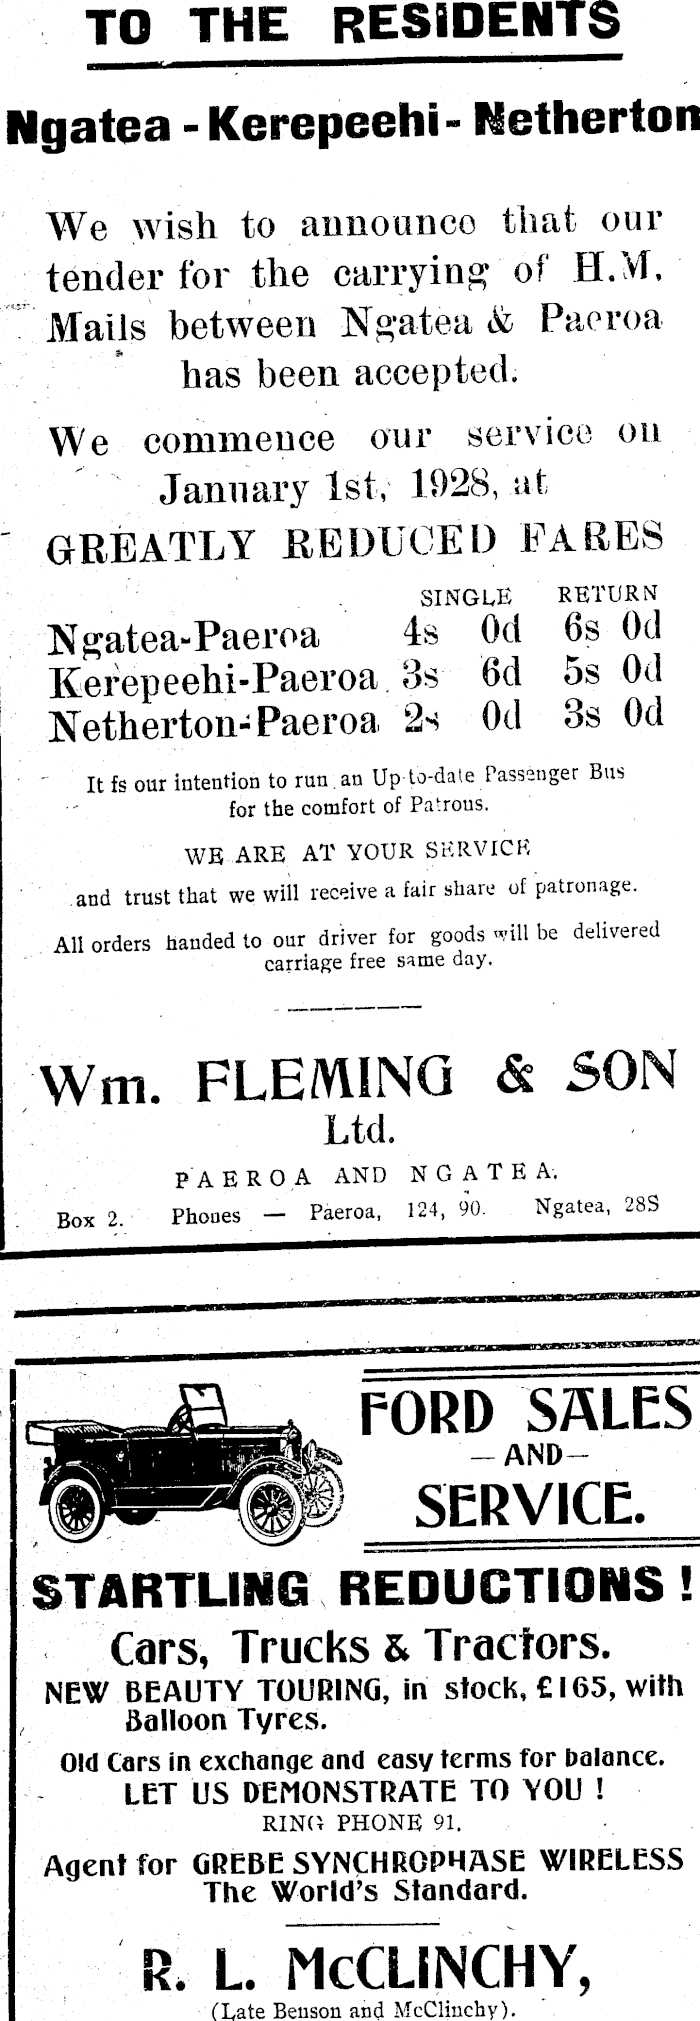 TO THE RESIDENTS
Ngatea - Kerepeehi - Netherton
We wish to announce that our
tender for the carrying of H.M.
Mails between Ngatea & Paeroa
has been accepted.
We commence our service on
January 1st, 1928, at
GREATLY REDUCED FARES
SINGLE RETURN
Ngatea-Paeroa 4s 0d 6s 0d
Kerepeehi-Paeroa 3s 6d 5s 0d
Netherton-Paeroa 2s 0d 3s 0d
It fs our intention to run an Up-to-date Passenger Bus
for the comfort of Patrons.
WE ARE AT YOUR SERVICE
and trust that we will receive a fair share of patronage.
All orders handed to our driver for goods will be delivered
carriage free same day.
Wm. FLEMING & SON
Ltd.
PAEROA AND NGATEA.
Box 2. Phones — Paeroa, 124, 90. Ngatea, 28S
FORD SALES
— AND —
SERVICE.
STARTLING REDUCTIONS !
Cars, Trucks & Tractors.
NEW BEAUTY TOURING, in stock, £165, with
Balloon Tyres.
Old Cars in exchange and easy terms for balance.
LET US DEMONSTRATE TO YOU !
RING PHONE 91.
Agent for GREBE SYNCHROPHASE WIRELESS
The World's Standard.
R. L. McCLINCHY,
(Late Benson and McClinchy).